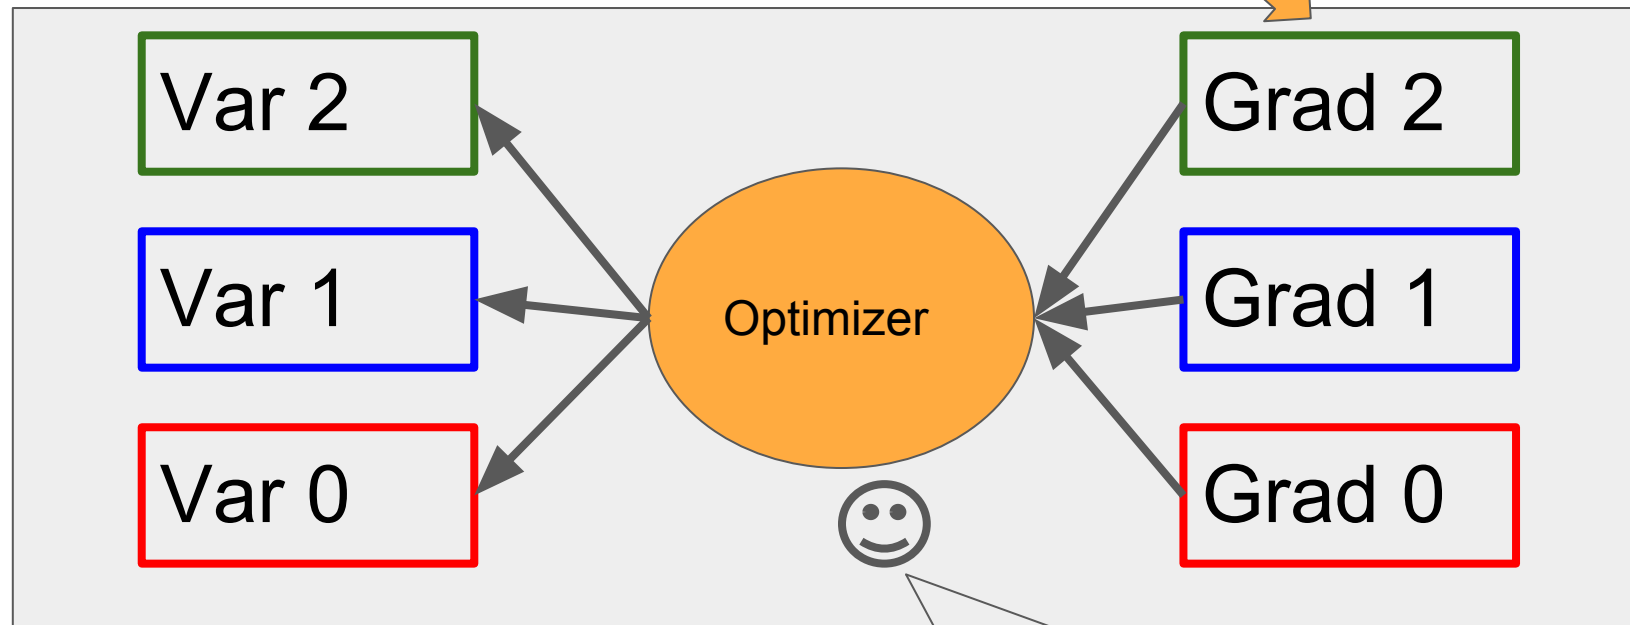 Var 2
Grad 2
Var 1
Grad 1
Optimizer
Var 0
Grad 0